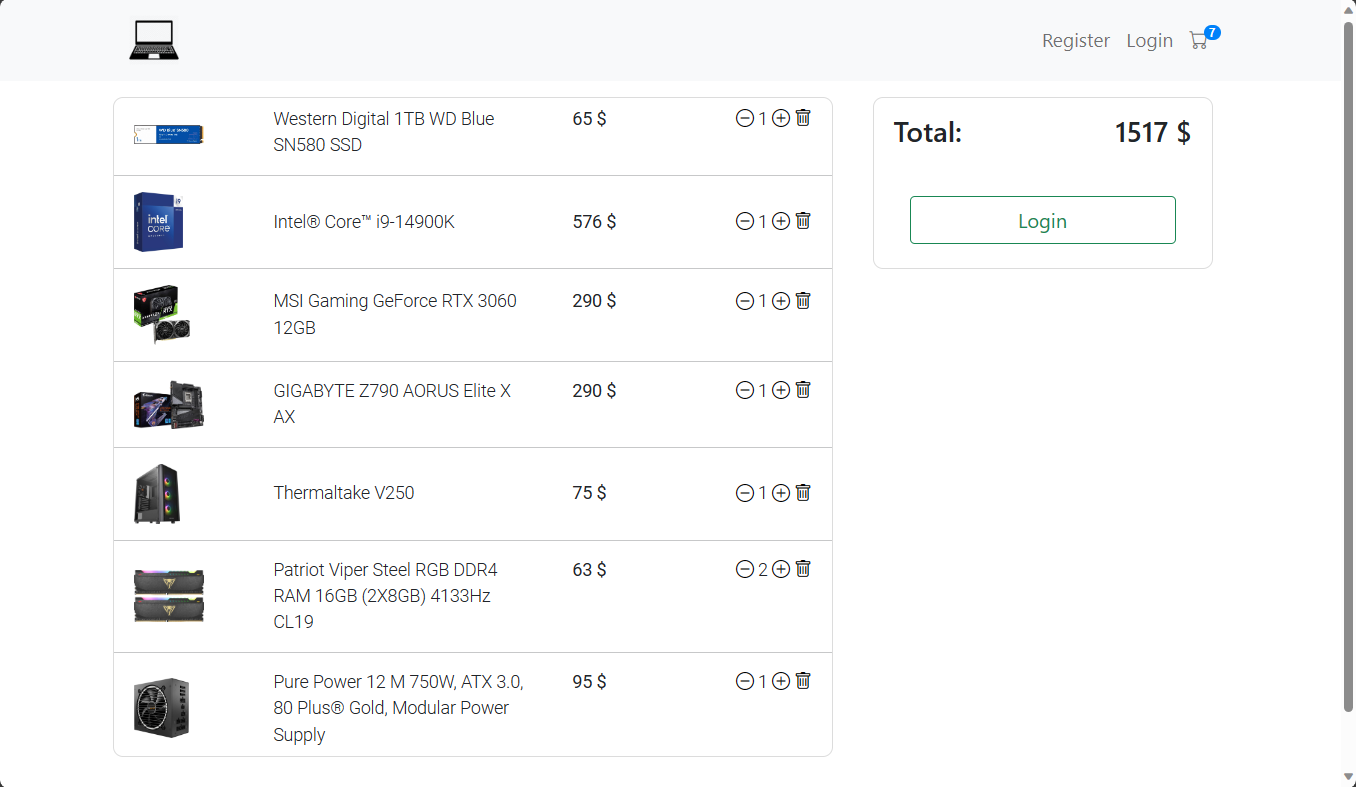 Register Login 7
Western Digital 1TB WD Blue 65 $ 1
SN580 SSD
Total: 1517 $
Login
Intel® Core™ i9-14900K 576 $ 1
intel
CORE
i9
MSI Gaming GeForce RTX 3060 290 $ 1
12GB
GIGABYTE Z790 AORUS Elite X 290 $ 1
AX
Thermaltake V250 75 $ 1
Patriot Viper Steel RGB DDR4 63 $ 2
RAM 16GB (2X8GB) 4133Hz
CL19
Pure Power 12 M 750W, ATX 3.0, 95 $ 1
80 Plus® Gold, Modular Power
Supply